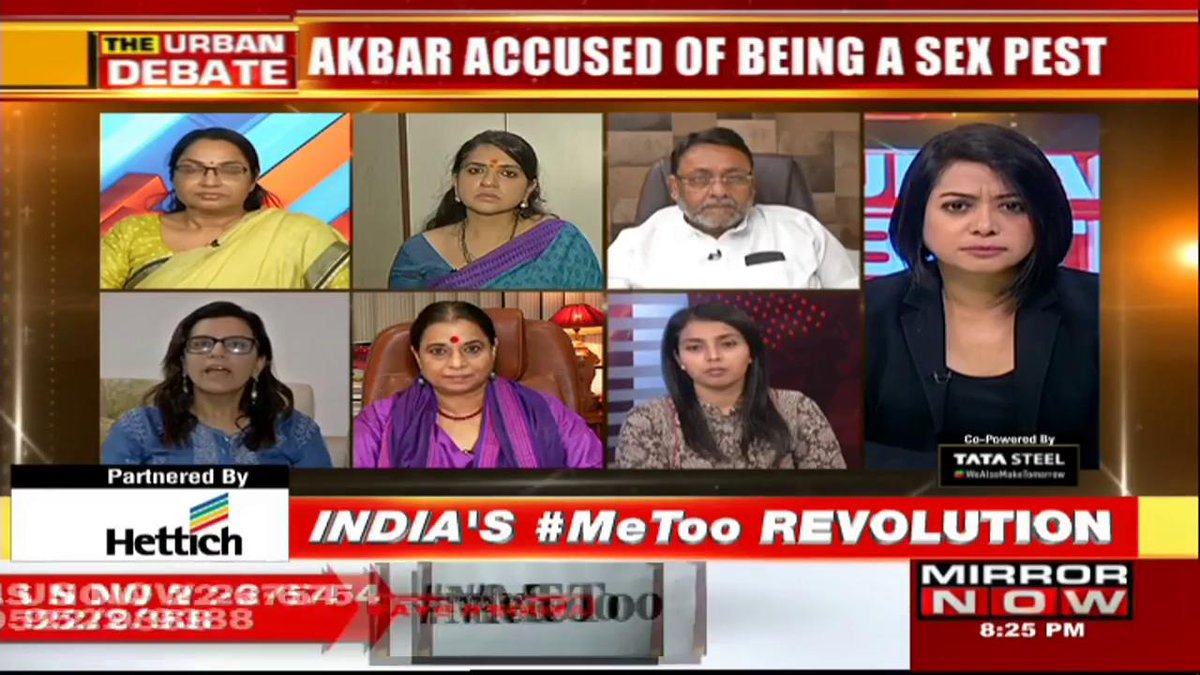 THE URBAN
DEBATE
AKBAR ACCUSED OF BEING A SEX PEST
Co-Powered By
TATA STEEL
#WeAlsoMakeTomorrow
Partnered By
Hettich
INDIA'S #MeToo REVOLUTION
MIRROR
NOW
8:25 PM